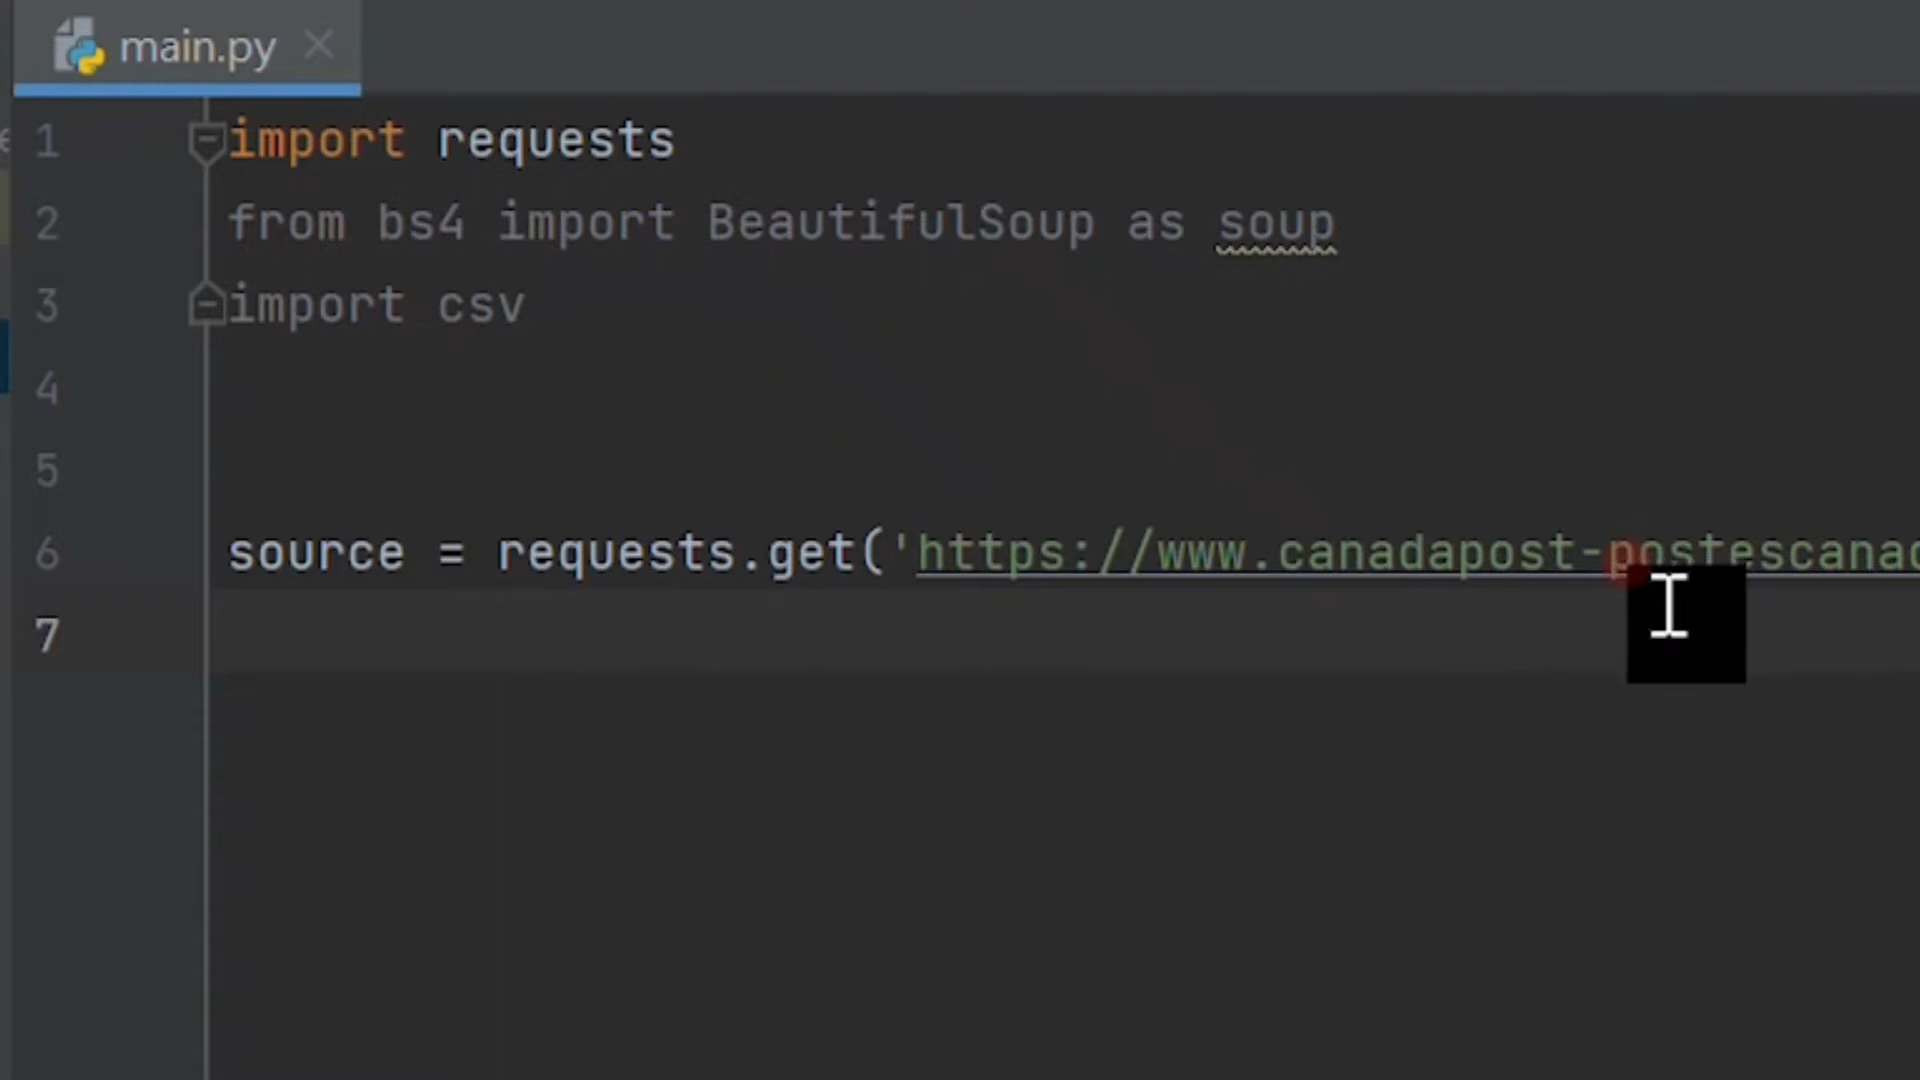 main.py
1 import requests
2 from bs4 import BeautifulSoup as soup
3 import csv
4
5
6 source = requests.get('https://www.canadapost-postescanad
7